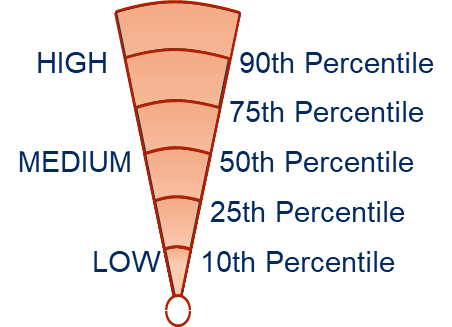 HIGH 90th Percentile
75th Percentile
MEDIUM 50th Percentile
25th Percentile
LOW 10th Percentile